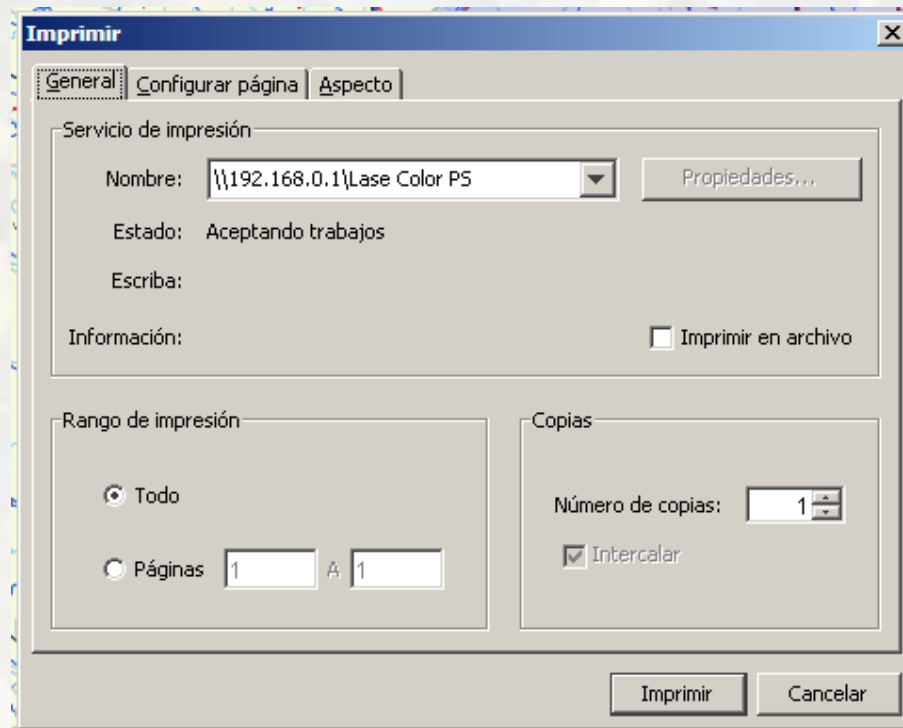 Imprimir
General Configurar página Aspecto
Servicio de impresión
Nombre: \\192.168.0.1\Lase Color PS Propiedades...
Estado: Aceptando trabajos
Escriba:
Información: Imprimir en archivo
Rango de impresión
Todo
Páginas 1 A 1
Copias
Número de copias: 1
Intercalar
Imprimir Cancelar